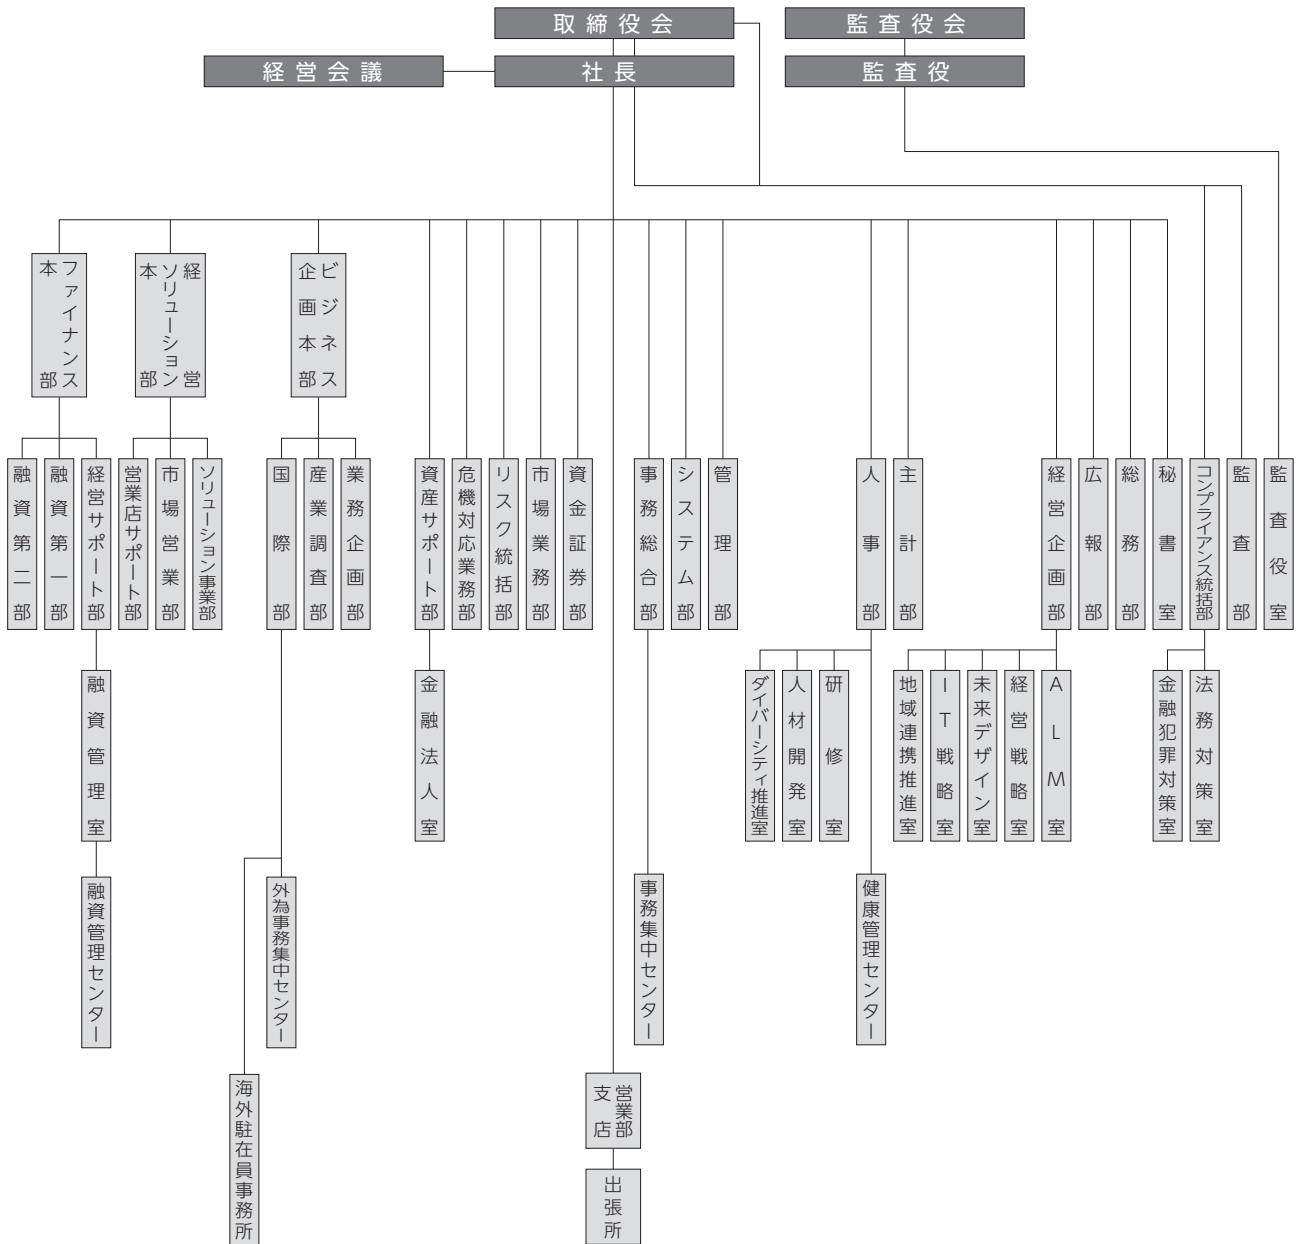 取締役会
監査役会
経営会議
社長
監査役
ファイナンス
本部
経営
ソリューション
本部
ビジネス
企画本部
融資第二部
融資第一部
経営サポート部
営業店サポート部
市場営業部
ソリューション事業部
国際部
産業調査部
業務企画部
資産サポート部
危機対応業務部
リスク統括部
市場業務部
資金証券部
事務総合部
システム部
管理部
人事部
主計部
経営企画部
広報部
総務部
秘書室
コンプライアンス統括部
監査部
監査役室
融資管理室
金融法人室
ダイバーシティ推進室
人材開発室
研修室
地域連携推進室
IT戦略室
未来デザイン室
経営戦略室
ALM室
金融犯罪対策室
法務対策室
融資管理センター
外為事務集中センター
事務集中センター
健康管理センター
海外駐在員事務所
営業部
支店
出張所